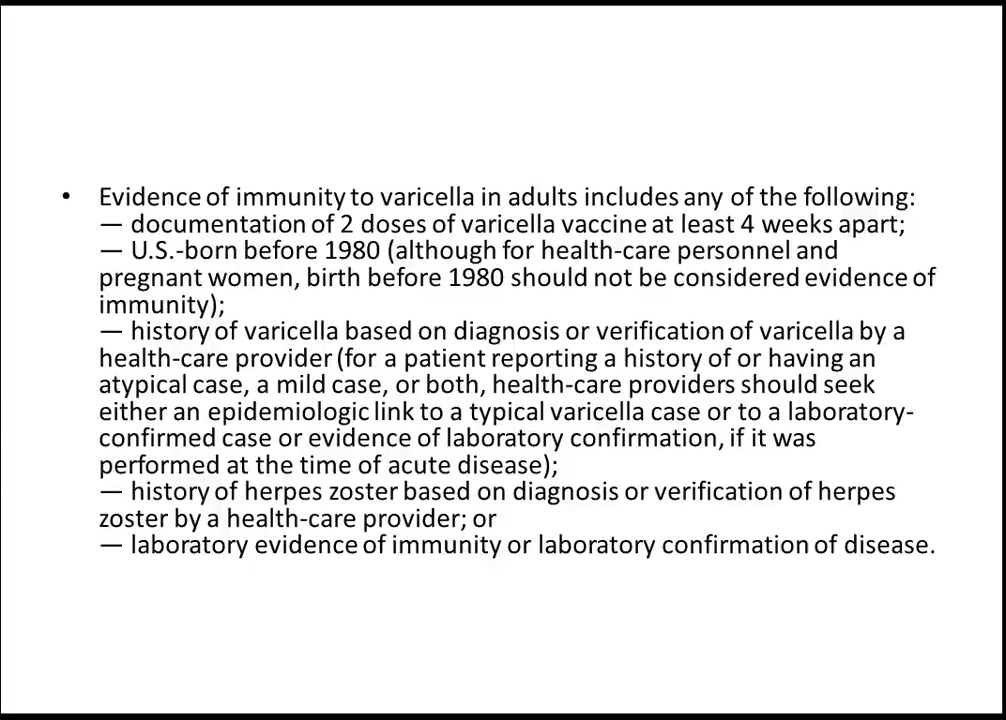 • Evidence of immunity to varicella in adults includes any of the following:
— documentation of 2 doses of varicella vaccine at least 4 weeks apart;
— U.S.-born before 1980 (although for health-care personnel and
pregnant women, birth before 1980 should not be considered evidence of
immunity);
— history of varicella based on diagnosis or verification of varicella by a
health-care provider (for a patient reporting a history of or having an
atypical case, a mild case, or both, health-care providers should seek
either an epidemiologic link to a typical varicella case or to a laboratory-
confirmed case or evidence of laboratory confirmation, if it was
performed at the time of acute disease);
— history of herpes zoster based on diagnosis or verification of herpes
zoster by a health-care provider; or
— laboratory evidence of immunity or laboratory confirmation of disease.